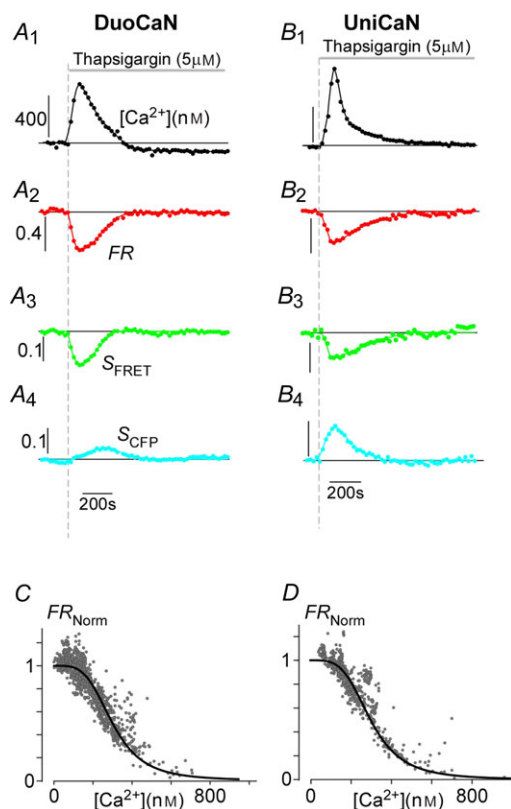 DuoCaN UniCaN
A1 Thapsigargin (5μM) B1 Thapsigargin (5μM)
400 [Ca2+](nM)
A2 B2
0.4 FR
A3 B3
0.1 SFRET
A4 B4
0.1 SCFP
200s 200s
C D
FRNorm FRNorm
1 1
0 0
0 800 0 800
[Ca2+](nM) [Ca2+](nM)